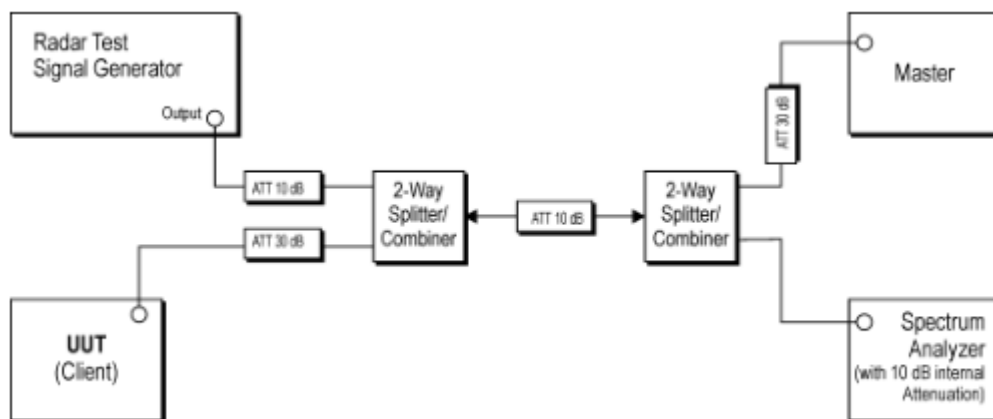 Radar Test
Signal Generator
Output
ATT 10 dB
2-Way
Splitter/
Combiner
ATT 30 dB
UUT
(Client)
ATT 10 dB
2-Way
Splitter/
Combiner
ATT 30 dB
Master
Spectrum
Analyzer
(with 10 dB internal
Attenuation)